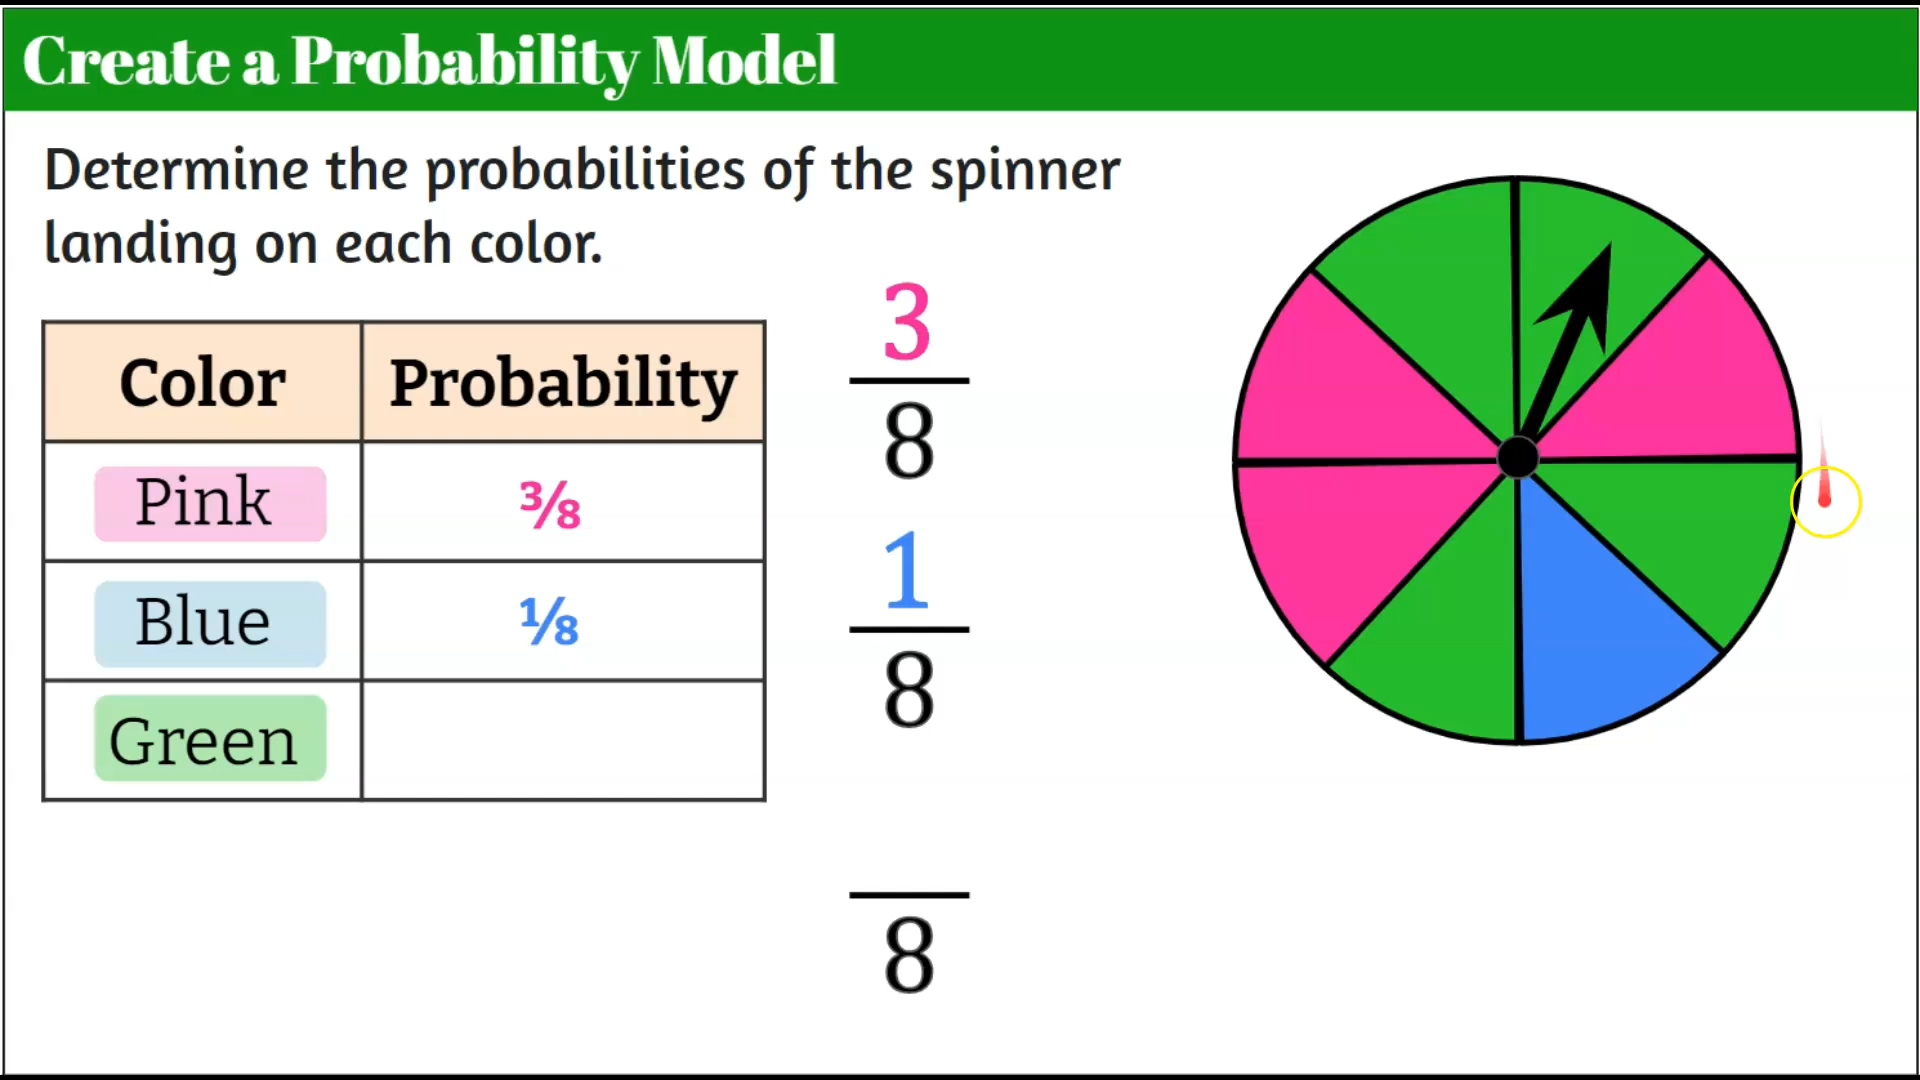 Create a Probability Model
Determine the probabilities of the spinner
landing on each color.
Color Probability
Pink ⅜
Blue ⅛
Green
3
8
1
8
8